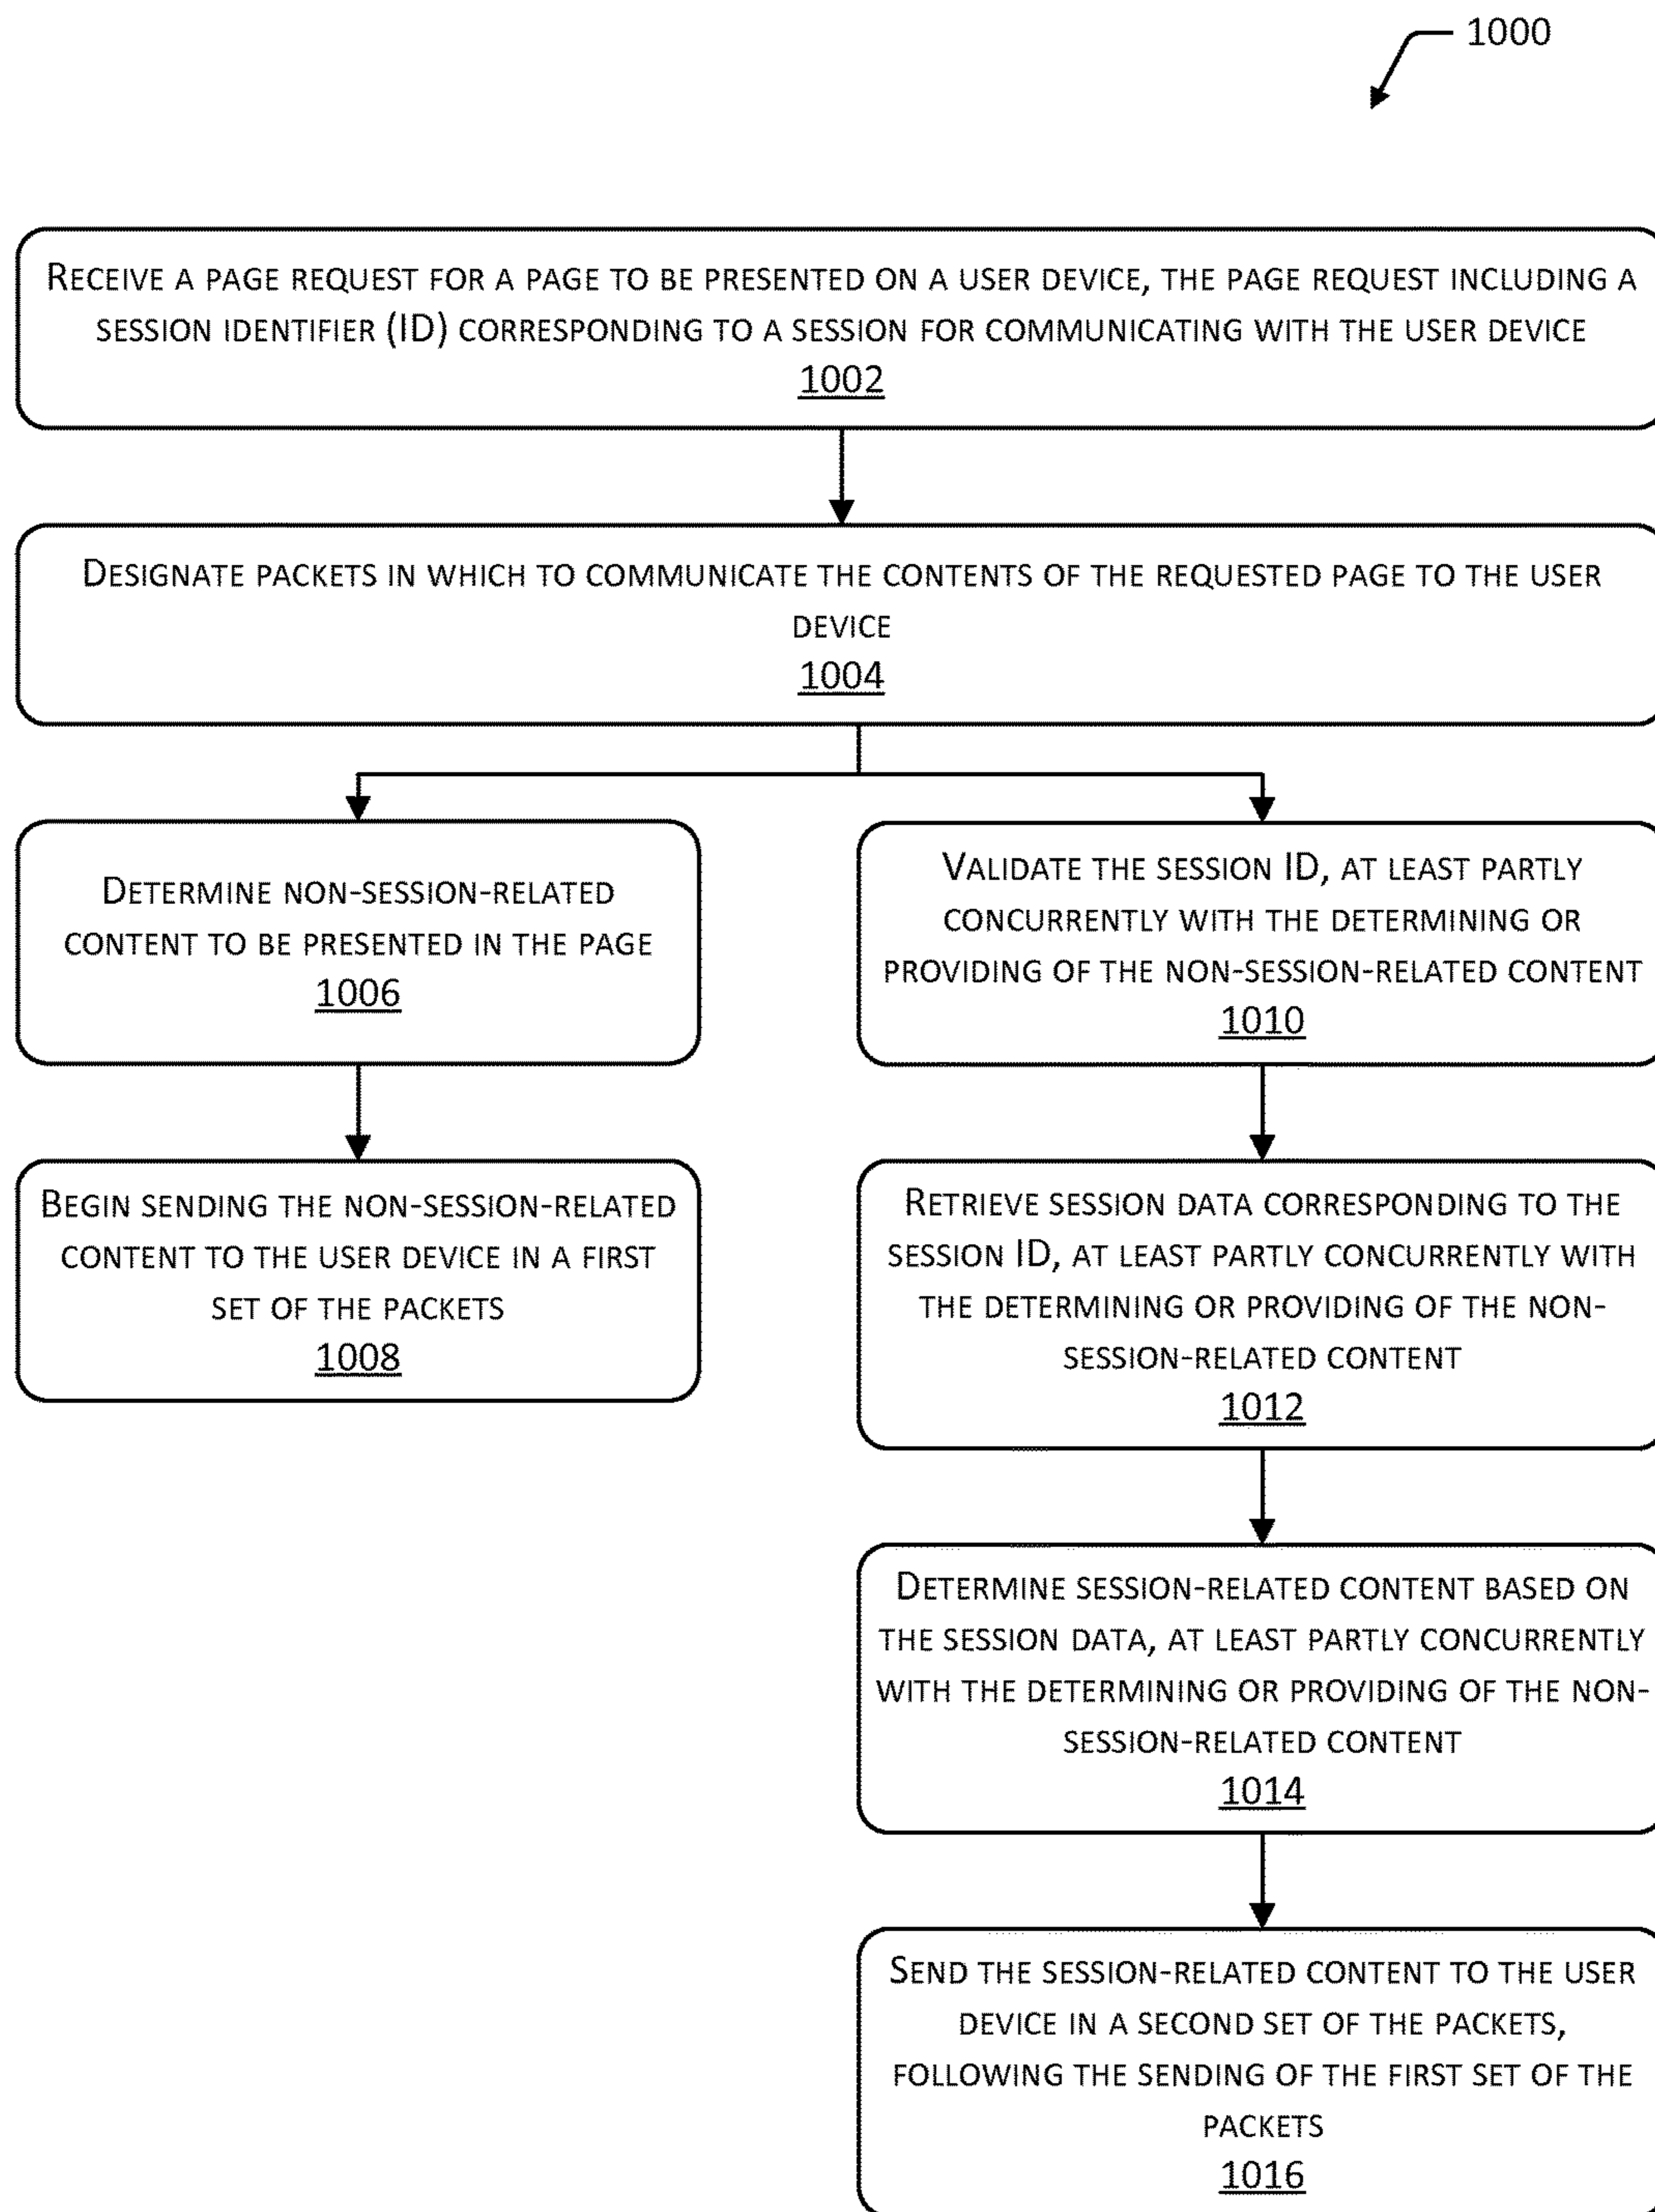 1000
RECEIVE A PAGE REQUEST FOR A PAGE TO BE PRESENTED ON A USER DEVICE, THE PAGE REQUEST INCLUDING A
SESSION IDENTIFIER (ID) CORRESPONDING TO A SESSION FOR COMMUNICATING WITH THE USER DEVICE
1002
DESIGNATE PACKETS IN WHICH TO COMMUNICATE THE CONTENTS OF THE REQUESTED PAGE TO THE USER
DEVICE
1004
DETERMINE NON-SESSION-RELATED
CONTENT TO BE PRESENTED IN THE PAGE
1006
BEGIN SENDING THE NON-SESSION-RELATED
CONTENT TO THE USER DEVICE IN A FIRST
SET OF THE PACKETS
1008
VALIDATE THE SESSION ID, AT LEAST PARTLY
CONCURRENTLY WITH THE DETERMINING OR
PROVIDING OF THE NON-SESSION-RELATED CONTENT
1010
RETRIEVE SESSION DATA CORRESPONDING TO THE
SESSION ID, AT LEAST PARTLY CONCURRENTLY WITH
THE DETERMINING OR PROVIDING OF THE NON-
SESSION-RELATED CONTENT
1012
DETERMINE SESSION-RELATED CONTENT BASED ON
THE SESSION DATA, AT LEAST PARTLY CONCURRENTLY
WITH THE DETERMINING OR PROVIDING OF THE NON-
SESSION-RELATED CONTENT
1014
SEND THE SESSION-RELATED CONTENT TO THE USER
DEVICE IN A SECOND SET OF THE PACKETS,
FOLLOWING THE SENDING OF THE FIRST SET OF THE
PACKETS
1016